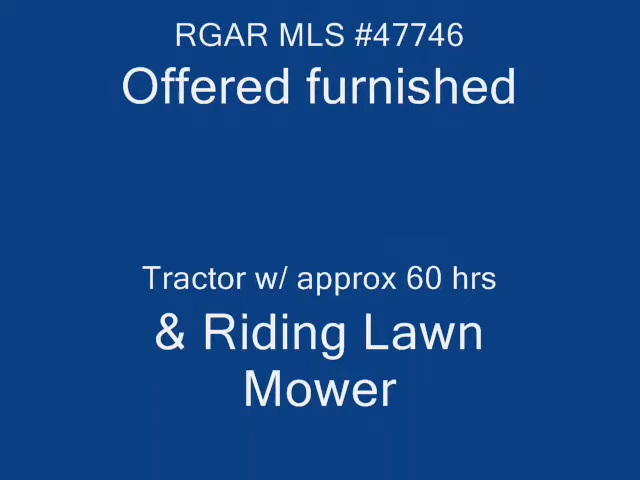 RGAR MLS #47746
Offered furnished
Tractor w/ approx 60 hrs
& Riding Lawn
Mower